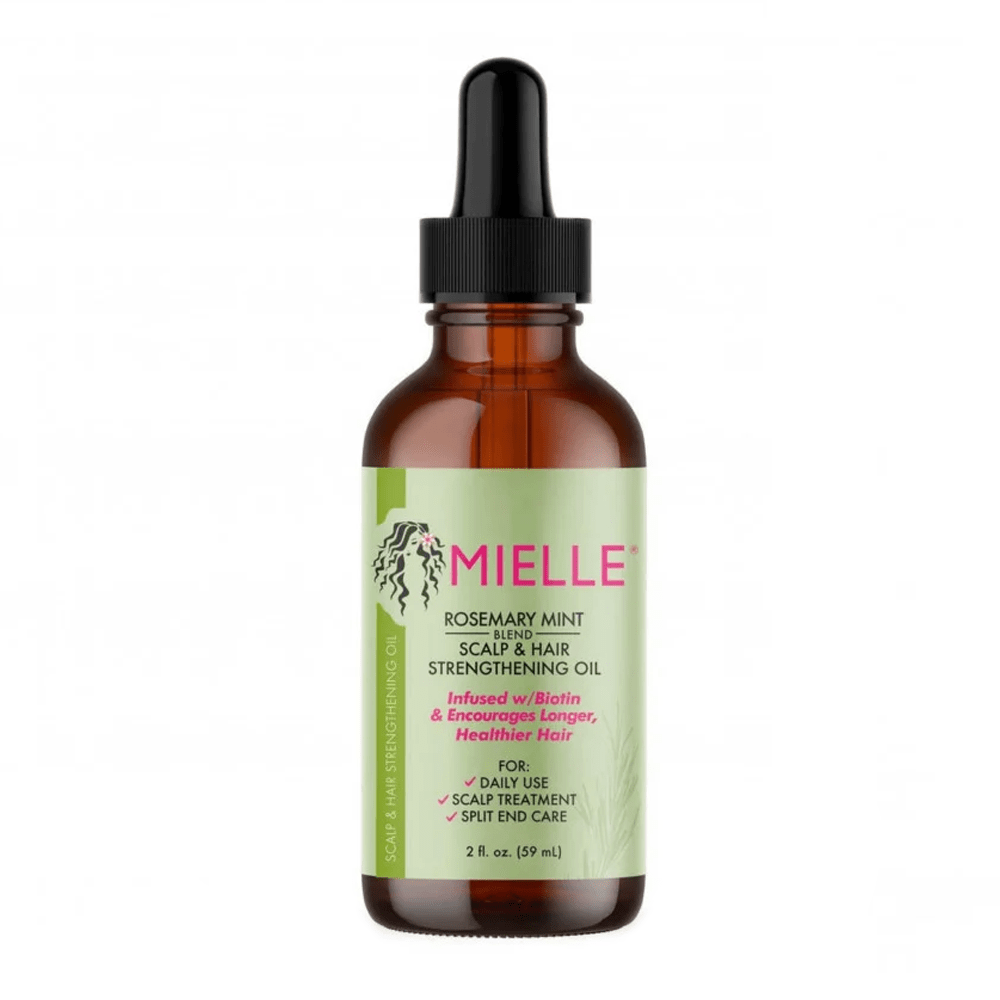 MIELLE®
ROSEMARY MINT
BLEND
SCALP & HAIR
STRENGTHENING OIL
Infused w/Biotin
& Encourages Longer,
Healthier Hair
FOR:
✓ DAILY USE
✓ SCALP TREATMENT
✓ SPLIT END CARE
2 fl. oz. (59 mL)
SCALP & HAIR STRENGTHENING OIL